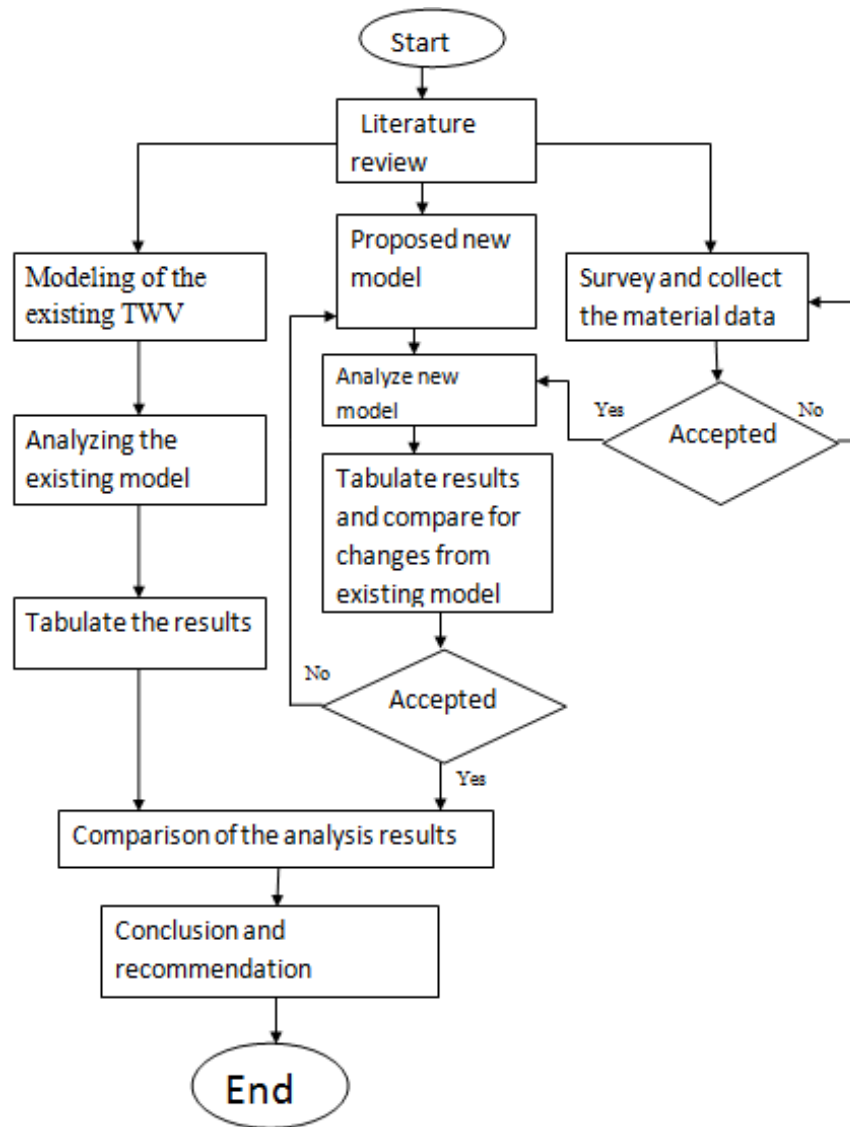 Start
Literature
review
Proposed new
model
Modeling of the
existing TWV
Survey and collect
the material data
Analyze new
model
Yes
No
Accepted
Analyzing the
existing model
Tabulate results
and compare for
changes from
existing model
Tabulate the results
No
Accepted
Yes
Comparison of the analysis results
Conclusion and
recommendation
End